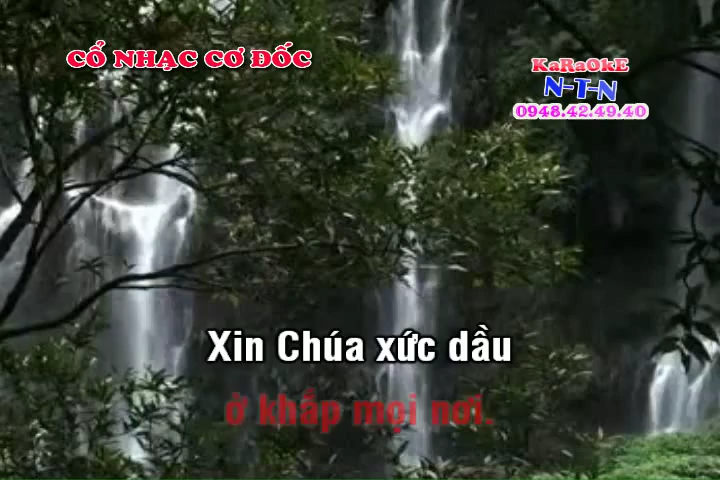 CỔ NHẠC CƠ ĐỐC
KaRaOkE
N-T-N
0948.42.49.40
Xin Chúa xức dầu
ở khắp mọi nơi.